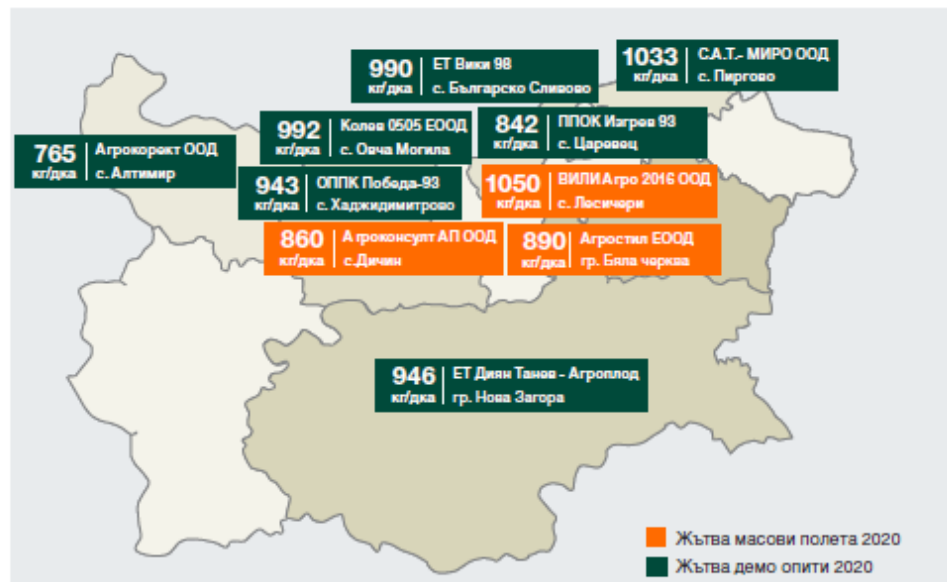 990 ЕТ Вики 98
кг/дка с. Българско Сливово
1033 С.А.Т.- МИРО ООД
кг/дка с. Пиргово
992 Колев 0505 ЕООД
кг/дка с. Овча Могила
842 ППОК Изгрев 93
кг/дка с. Царевец
765 Агрокорект ООД
кг/дка с. Алтимир
943 ОППК Победа-93
кг/дка с. Хаджидимитрово
1050 ВИЛИ Агро 2016 ООД
кг/дка с. Лесичери
860 Агроконсулт АП ООД
кг/дка с.Дичин
890 Агростил ЕООД
кг/дка гр. Бяла черква
946 ЕТ Диян Танев - Агроплод
кг/дка гр. Нова Загора
Жътва масови полета 2020
Жътва демо опити 2020